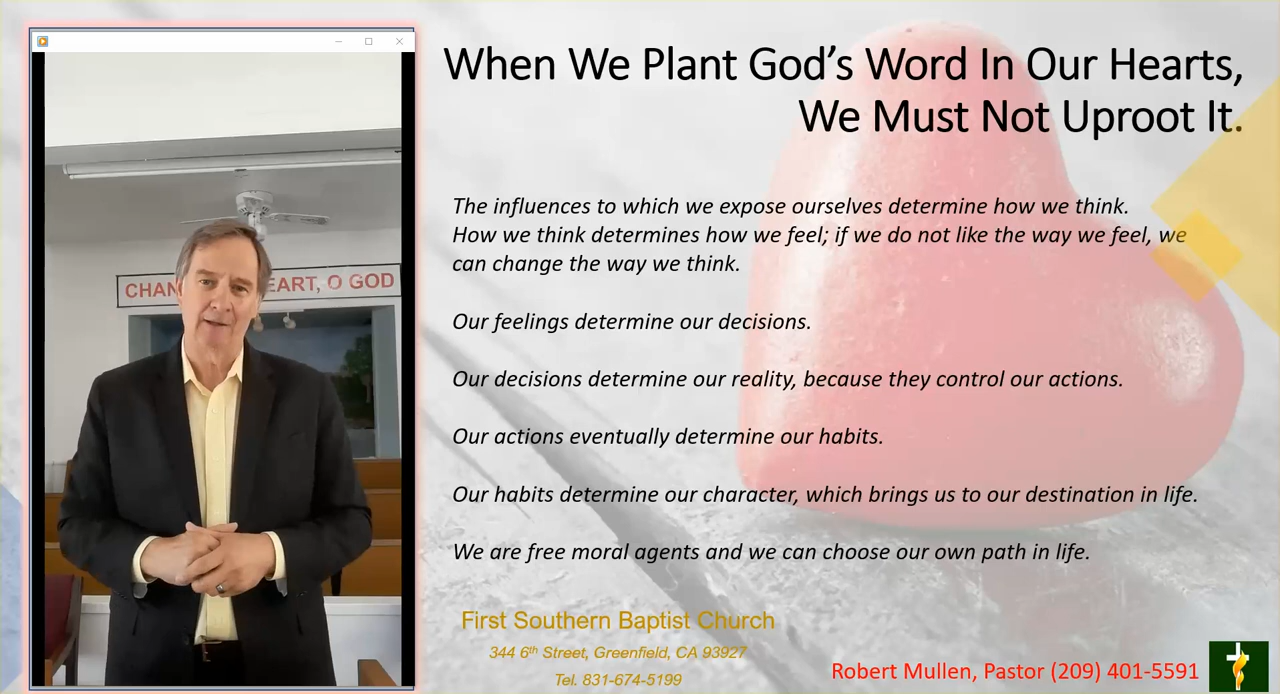 When We Plant God’s Word In Our Hearts,
We Must Not Uproot It.
CHAN EART, O GOD
The influences to which we expose ourselves determine how we think.
How we think determines how we feel; if we do not like the way we feel, we
can change the way we think.
Our feelings determine our decisions.
Our decisions determine our reality, because they control our actions.
Our actions eventually determine our habits.
Our habits determine our character, which brings us to our destination in life.
We are free moral agents and we can choose our own path in life.
First Southern Baptist Church
344 6th Street, Greenfield, CA 93927
Tel. 831-674-5199
Robert Mullen, Pastor (209) 401-5591